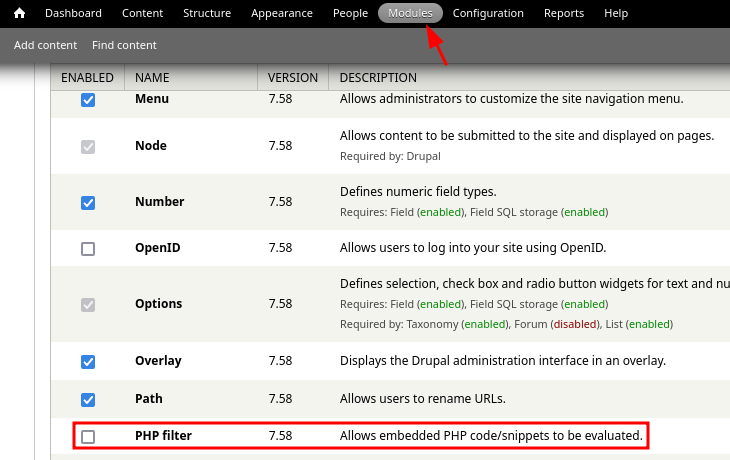 Dashboard Content Structure Appearance People Modules Configuration Reports Help
Add content Find content
ENABLED NAME VERSION DESCRIPTION
Menu 7.58 Allows administrators to customize the site navigation menu.
Node 7.58 Allows content to be submitted to the site and displayed on pages.
Required by: Drupal
Number 7.58 Defines numeric field types.
Requires: Field (enabled), Field SQL storage (enabled)
OpenID 7.58 Allows users to log into your site using OpenID.
Options 7.58 Defines selection, check box and radio button widgets for text and nu
Requires: Field (enabled), Field SQL storage (enabled)
Required by: Taxonomy (enabled), Forum (disabled), List (enabled)
Overlay 7.58 Displays the Drupal administration interface in an overlay.
Path 7.58 Allows users to rename URLs.
PHP filter 7.58 Allows embedded PHP code/snippets to be evaluated.